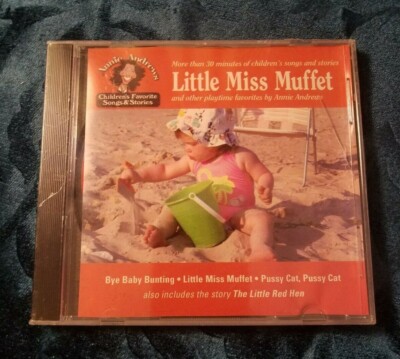 Annie Andrews
Children's Favorite
Songs & Stories
More than 30 minutes of children's songs and stories
Little Miss Muffet
and other playtime favorites by Annie Andrews
Bye Baby Bunting • Little Miss Muffet • Pussy Cat, Pussy Cat
also includes the story The Little Red Hen